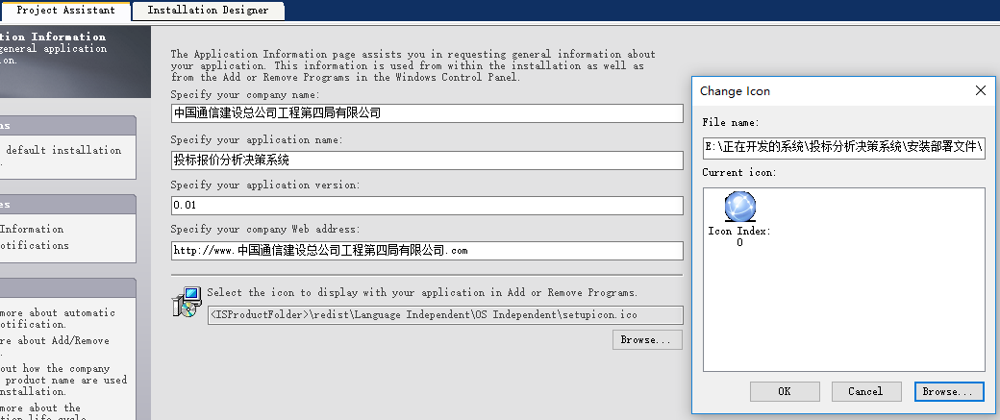 Project Assistant
Installation Designer
tion Information
general application
on.
ns
default installation
.
es
Information
otifications
more about automatic
otification.
re about Add/Remove
.
out how the company
product name are used
nstallation.
more about the
tion life cycle
The Application Information page assists you in requesting general information about
your application. This information is used from within the installation as well as
from the Add or Remove Programs in the Windows Control Panel.
Specify your company name:
中国通信建设总公司工程第四局有限公司
Specify your application name:
投标报价分析决策系统
Specify your application version:
0.01
Specify your company Web address:
http://www.中国通信建设总公司工程第四局有限公司.com
Select the icon to display with your application in Add or Remove Programs.
<ISProductFolder>\redist\Language Independent\OS Independent\setupicon.ico
Browse...
Change Icon
File name:
E:\正在开发的系统\投标分析决策系统\安装部署文件\
Current icon:
Icon Index:
0
OK
Cancel
Browse...